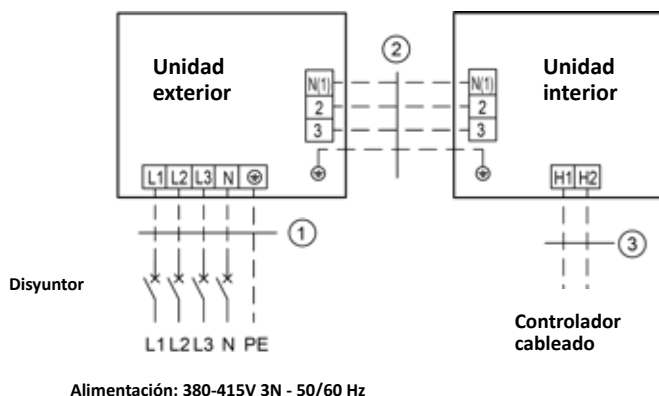 Unidad
exterior
N(1)
2
3
②
N(1)
2
3
Unidad
interior
L1 L2 L3 N
H1 H2
①
③
Disyuntor
L1 L2 L3 N PE
Controlador
cableado
Alimentación: 380-415V 3N - 50/60 Hz